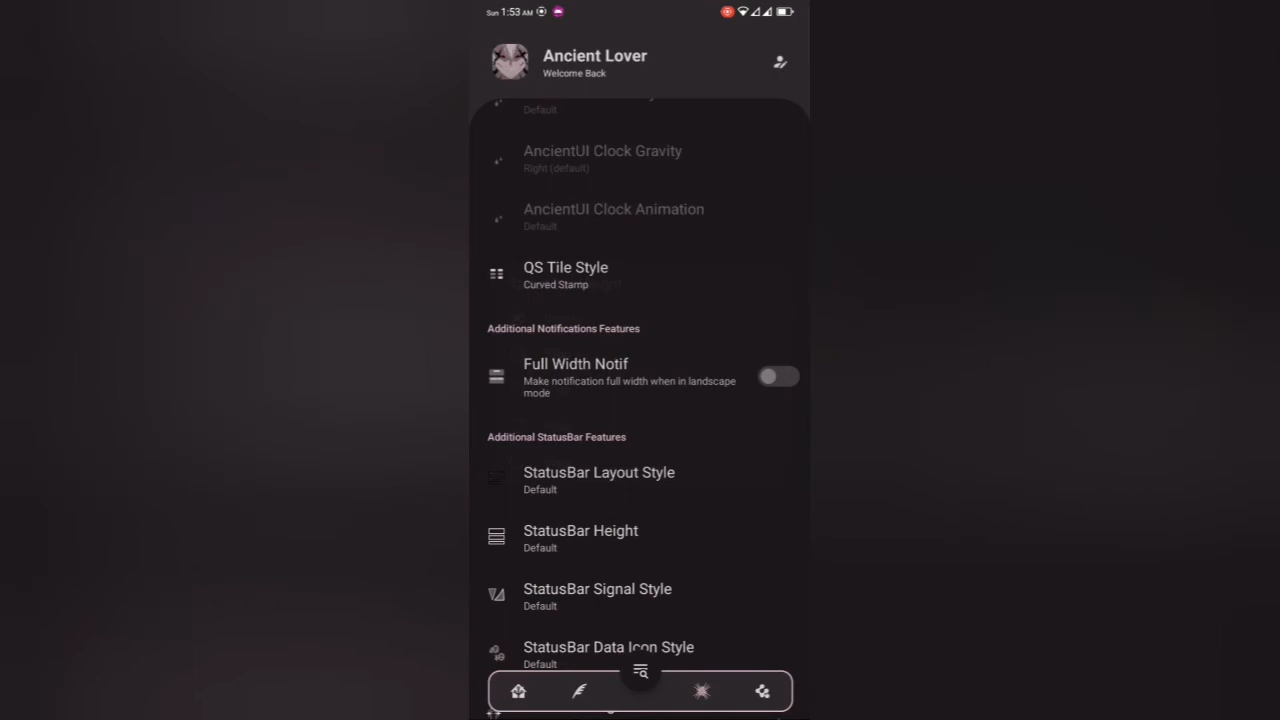 Sun 1:53 AM
Ancient Lover
Welcome Back
Default
AncientUI Clock Gravity
Right (default)
AncientUI Clock Animation
Default
QS Tile Style
Curved Stamp
Additional Notifications Features
Full Width Notif
Make notification full width when in landscape
mode
Additional StatusBar Features
StatusBar Layout Style
Default
StatusBar Height
Default
StatusBar Signal Style
Default
StatusBar Data Icon Style
Default